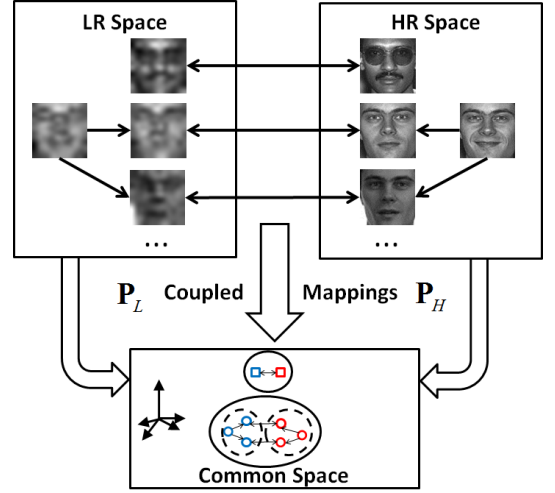 LR Space
HR Space
...
...
P_L Coupled Mappings P_H
Common Space